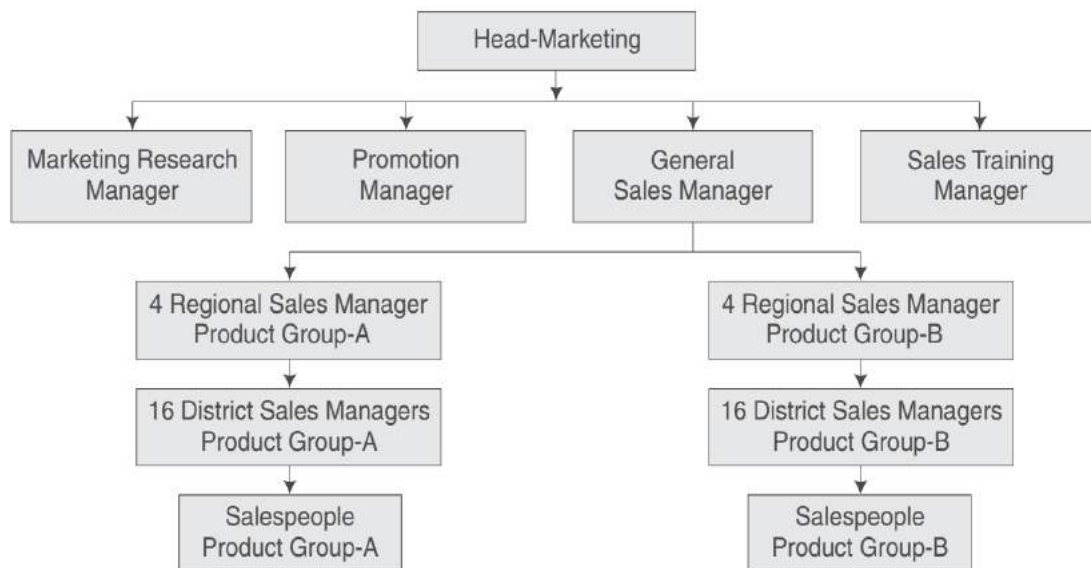 Head-Marketing
Marketing Research
Manager
Promotion
Manager
General
Sales Manager
Sales Training
Manager
4 Regional Sales Manager
Product Group-A
4 Regional Sales Manager
Product Group-B
16 District Sales Managers
Product Group-A
16 District Sales Managers
Product Group-B
Salespeople
Product Group-A
Salespeople
Product Group-B